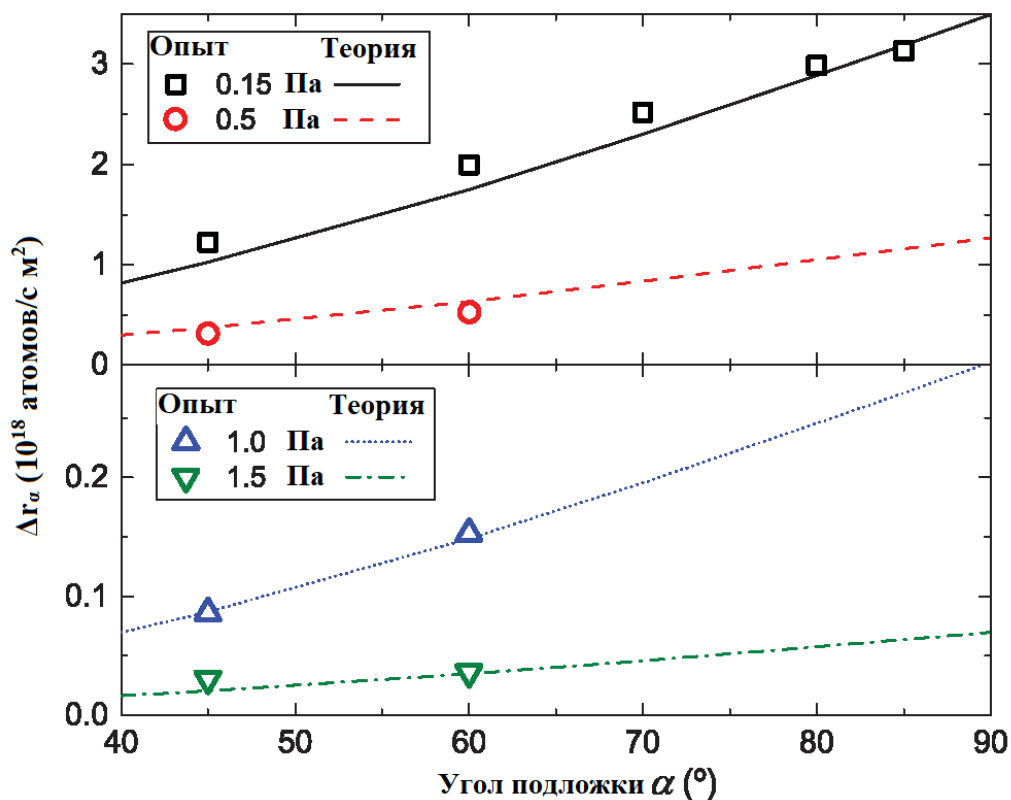 Опыт Теория
0.15 Па
0.5 Па
3
2
1
0
Опыт Теория
1.0 Па
1.5 Па
0.2
0.1
0.0
Δrα (10¹⁸ атомов/с м²)
40 50 60 70 80 90
Угол подложки α (°)